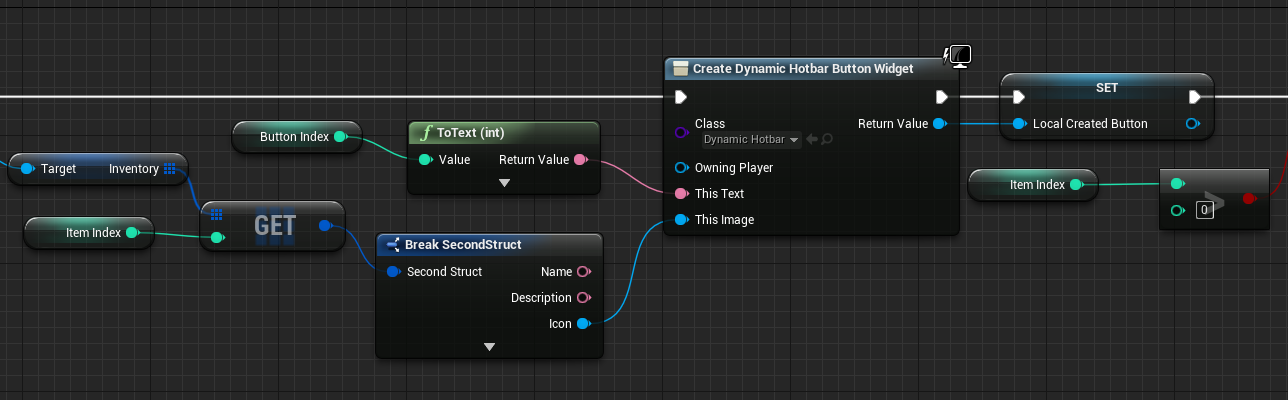 Target
Inventory
Item Index
Button Index
GET
ToText (int)
Value
Return Value
Break SecondStruct
Second Struct
Name
Description
Icon
Create Dynamic Hotbar Button Widget
Class
Dynamic Hotbar
Return Value
Owning Player
This Text
This Image
SET
Local Created Button
Item Index
0
>